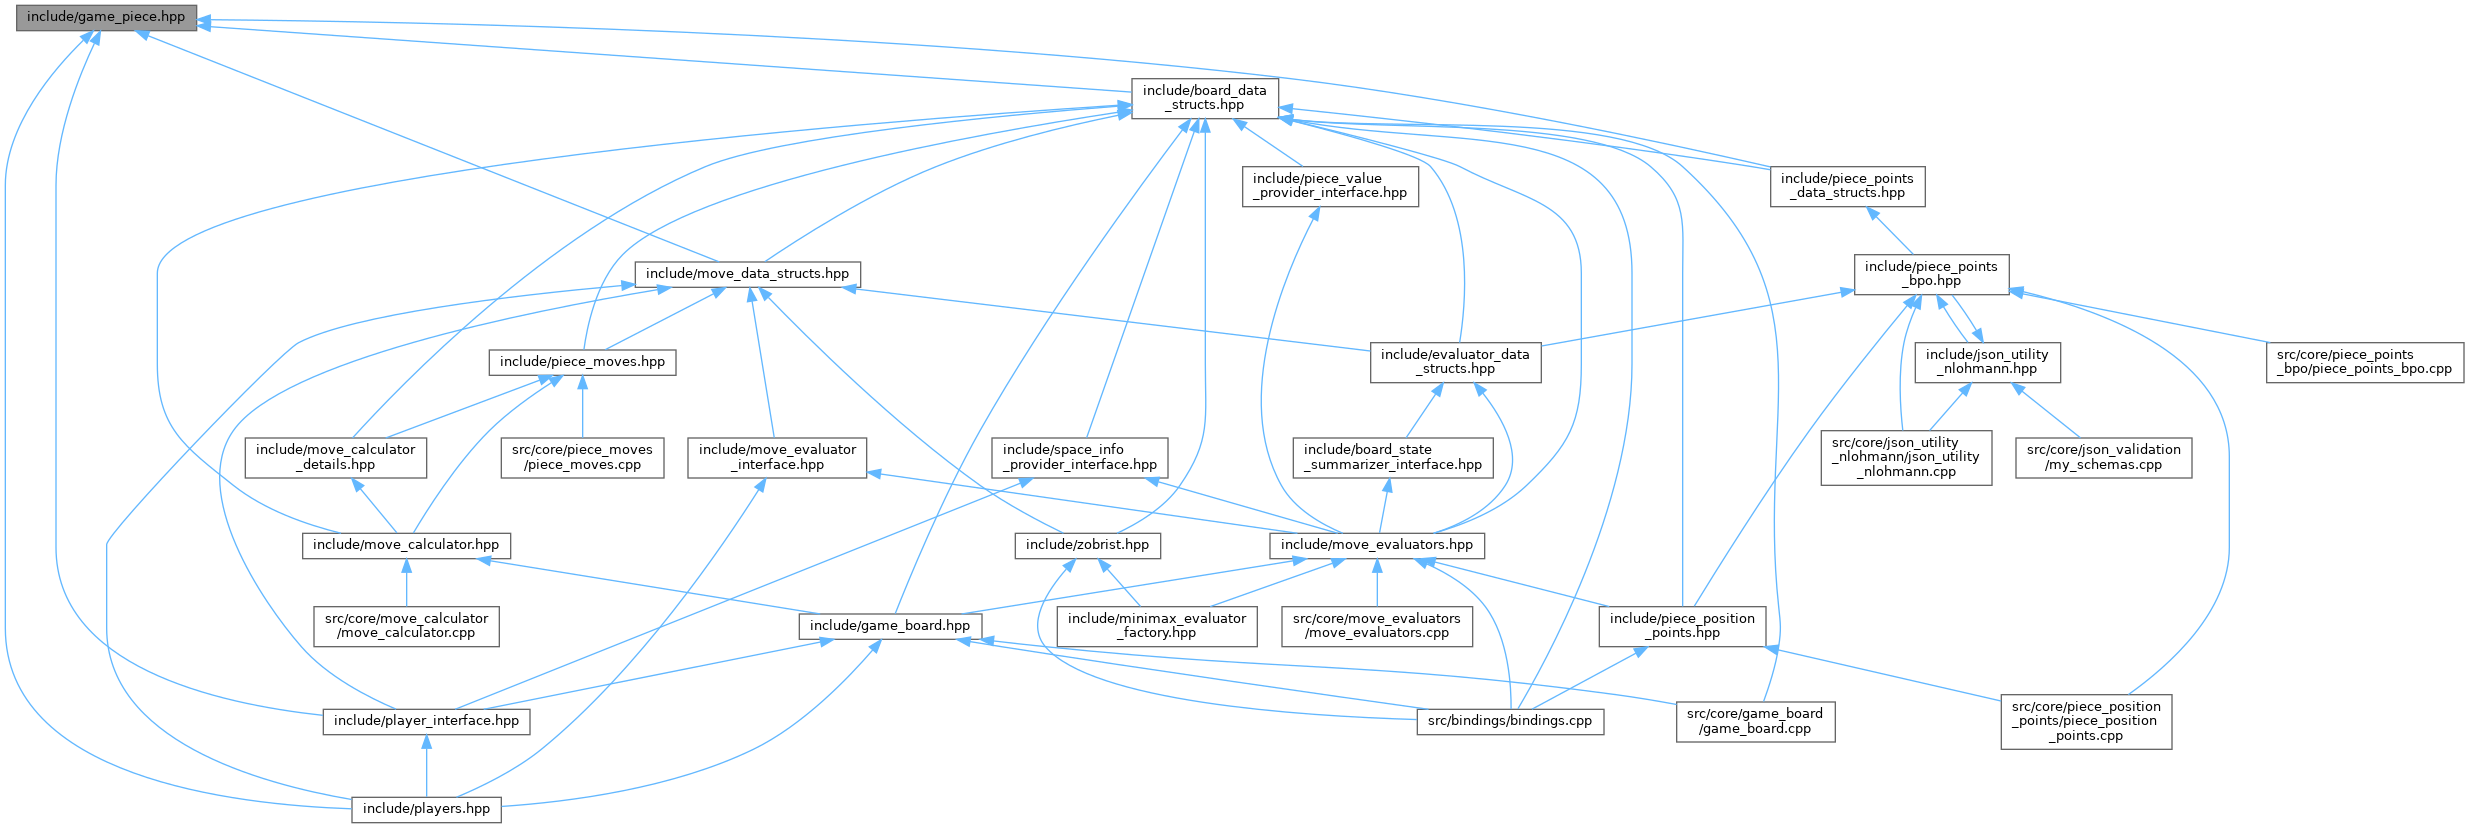 include/game_piece.hpp
include/board_data
_structs.hpp
include/piece_value
_provider_interface.hpp
include/piece_points
_data_structs.hpp
include/move_data_structs.hpp
include/piece_points
_bpo.hpp
include/piece_moves.hpp
include/evaluator_data
_structs.hpp
include/json_utility
_nlohmann.hpp
src/core/piece_points
_bpo/piece_points_bpo.cpp
include/move_calculator
_details.hpp
src/core/piece_moves
/piece_moves.cpp
include/move_evaluator
_interface.hpp
include/space_info
_provider_interface.hpp
include/board_state
_summarizer_interface.hpp
src/core/json_utility
_nlohmann/json_utility
_nlohmann.cpp
src/core/json_validation
/my_schemas.cpp
include/move_calculator.hpp
include/zobrist.hpp
include/move_evaluators.hpp
src/core/move_calculator
/move_calculator.cpp
include/game_board.hpp
include/minimax_evaluator
_factory.hpp
src/core/move_evaluators
/move_evaluators.cpp
include/piece_position
_points.hpp
include/player_interface.hpp
src/bindings/bindings.cpp
src/core/game_board
/game_board.cpp
src/core/piece_position
_points/piece_position
_points.cpp
include/players.hpp